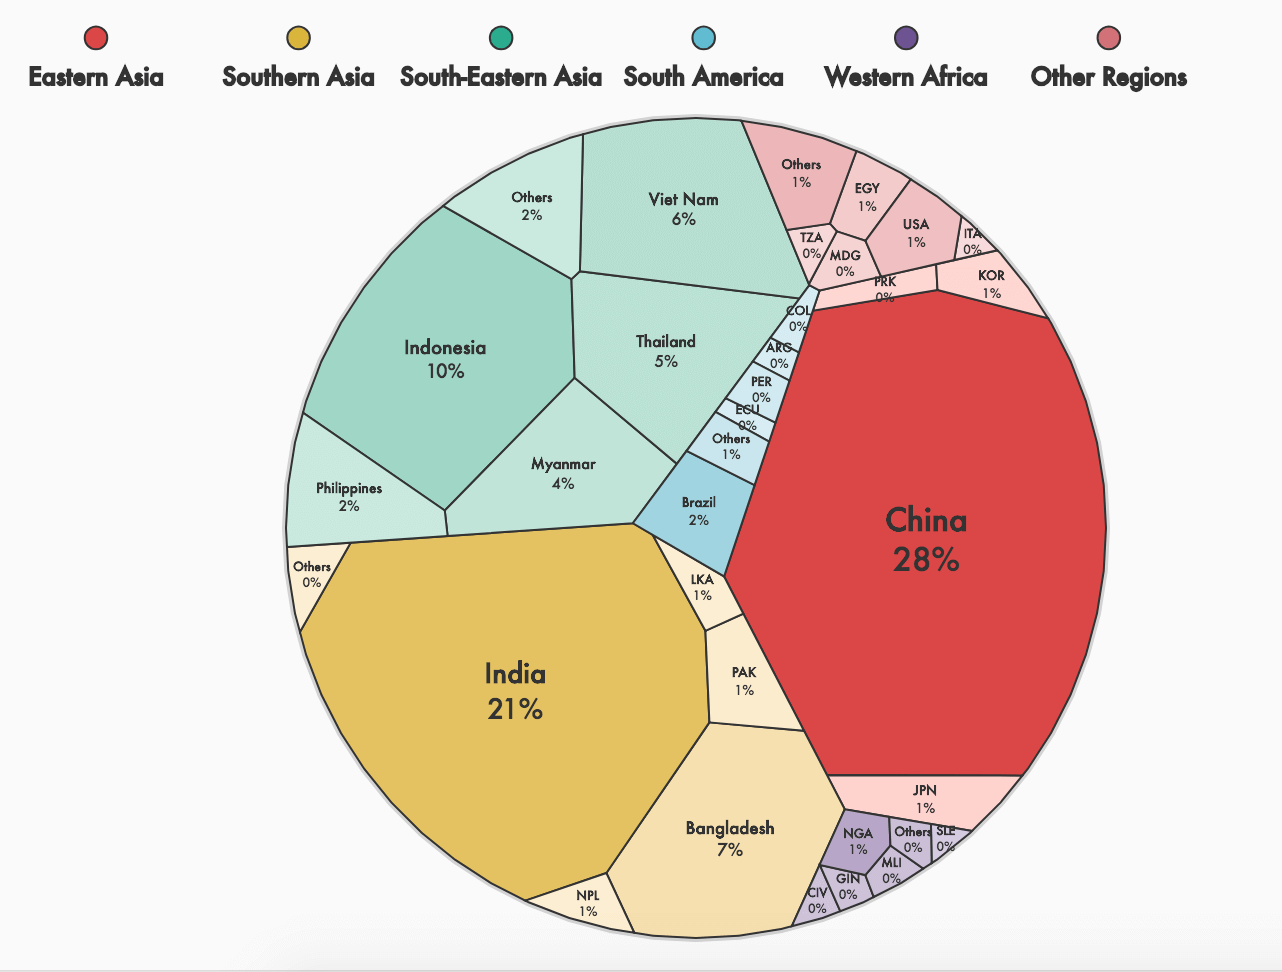 Eastern Asia
Southern Asia
South-Eastern Asia
South America
Western Africa
Other Regions
Others
2%
Viet Nam
6%
Others
1%
EGY
1%
USA
1%
ITA
0%
TZA
0%
MDG
0%
PRK
0%
KOR
1%
Indonesia
10%
Thailand
5%
COL
0%
ARG
0%
PER
0%
ECU
0%
Others
1%
Philippines
2%
Myanmar
4%
Brazil
2%
China
28%
Others
0%
LKA
1%
India
21%
PAK
1%
Bangladesh
7%
JPN
1%
NGA
1%
Others
0%
SLE
0%
MLI
0%
GIN
0%
CIV
0%
NPL
1%